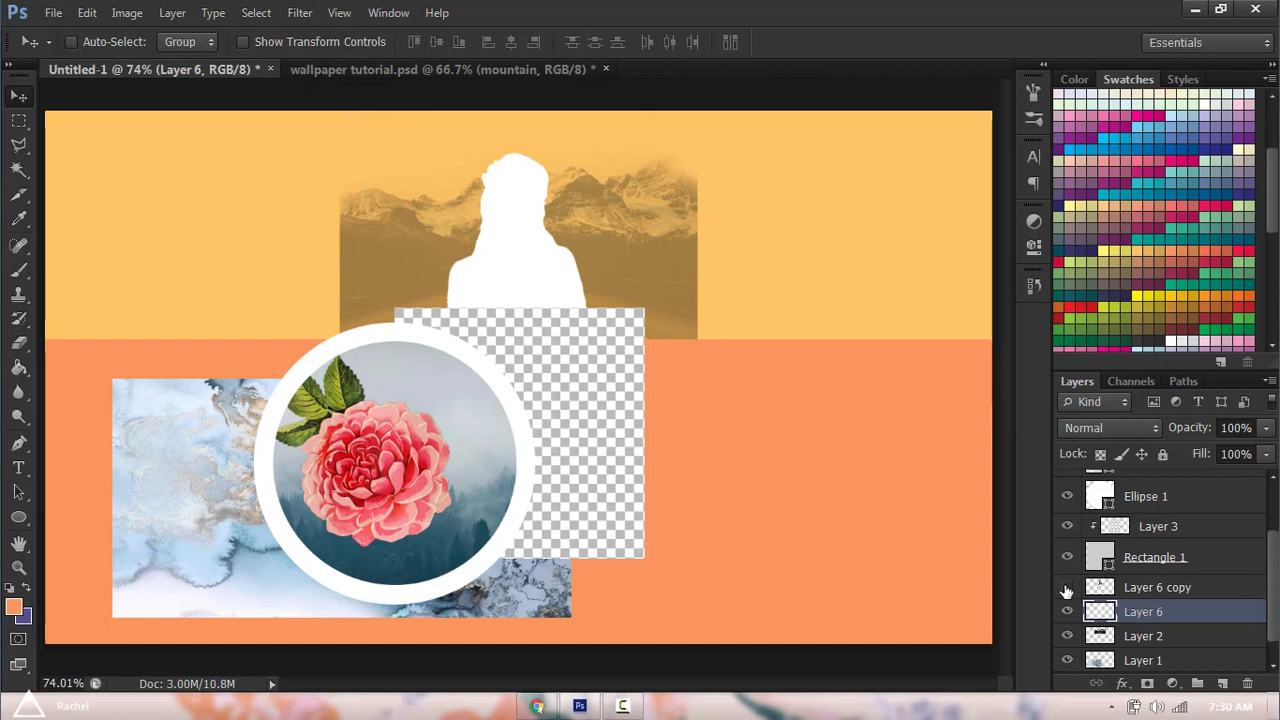 Ps File Edit Image Layer Type Select Filter View Window Help
Auto-Select: Group Show Transform Controls Essentials
Untitled-1 @ 74% (Layer 6, RGB/8) * × wallpaper tutorial.psd @ 66.7% (mountain, RGB/8) * ×
Color Swatches Styles
Layers Channels Paths
Kind
Normal Opacity: 100%
Lock: Fill: 100%
Ellipse 1
Layer 3
Rectangle 1
Layer 6 copy
Layer 6
Layer 2
Layer 1
74.01% Doc: 3.00M/10.8M
Rachel Ps 7:30 AM